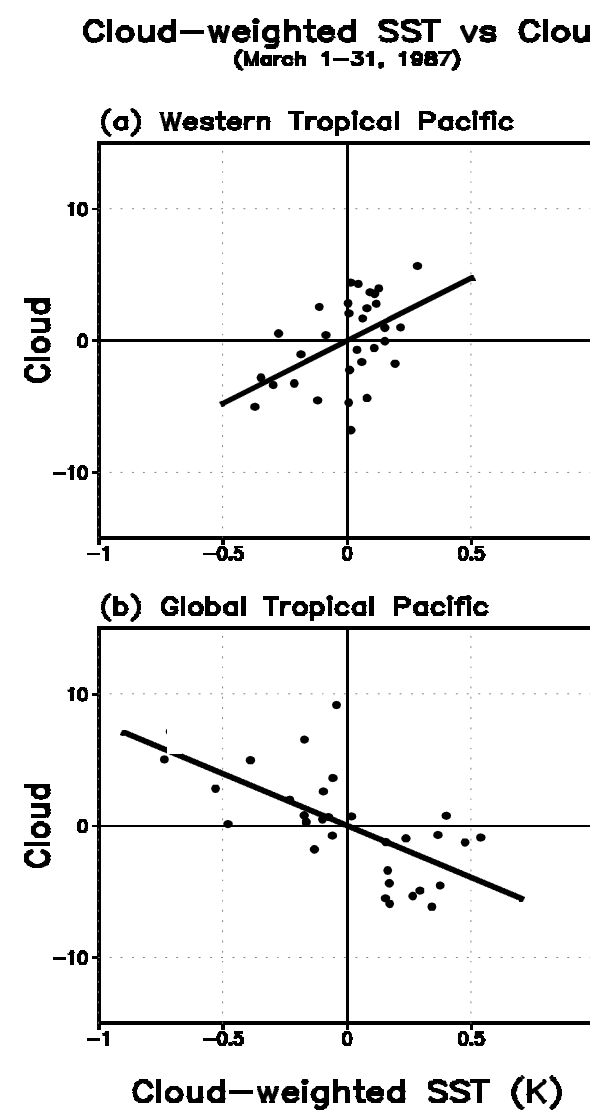 Cloud-weighted SST vs Clou
(March 1-31, 1987)
(a) Western Tropical Pacific
10
0
-10
Cloud
-1 -0.5 0 0.5
(b) Global Tropical Pacific
10
0
-10
Cloud
-1 -0.5 0 0.5
Cloud-weighted SST (K)